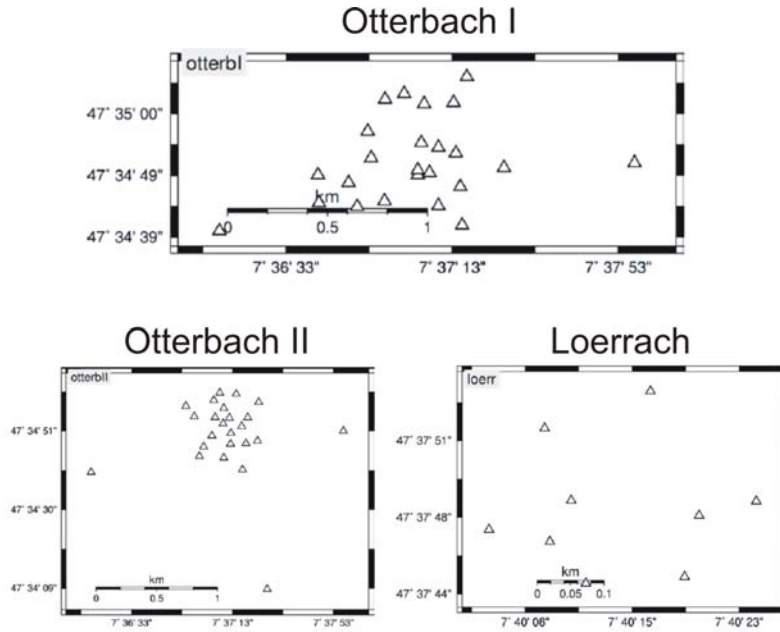 Otterbach I
otterbI
47° 35' 00"
47° 34' 49"
47° 34' 39"
km
0 0.5 1
7° 36' 33" 7° 37' 13" 7° 37' 53"
Otterbach II
otterbII
47° 34' 51"
47° 34' 30"
47° 34' 09"
km
0 0.5 1
7° 36' 33" 7° 37' 13" 7° 37' 53"
Loerrach
loerr
47° 37' 51"
47° 37' 48"
47° 37' 44"
km
0 0.05 0.1
7° 40' 08" 7° 40' 15" 7° 40' 23"